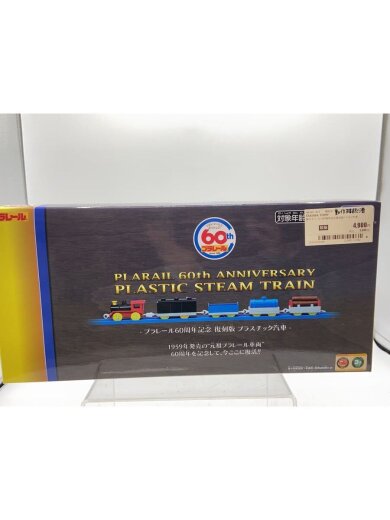 プラレール
60th
プラレール
対象年齢
4,980
PLARAIL 60th ANNIVERSARY
PLASTIC STEAM TRAIN
- プラレール60周年記念 復刻版 プラスチック汽車 -
1959年発売の"元祖プラレール車両"
60周年を記念して、今ここに復活!!